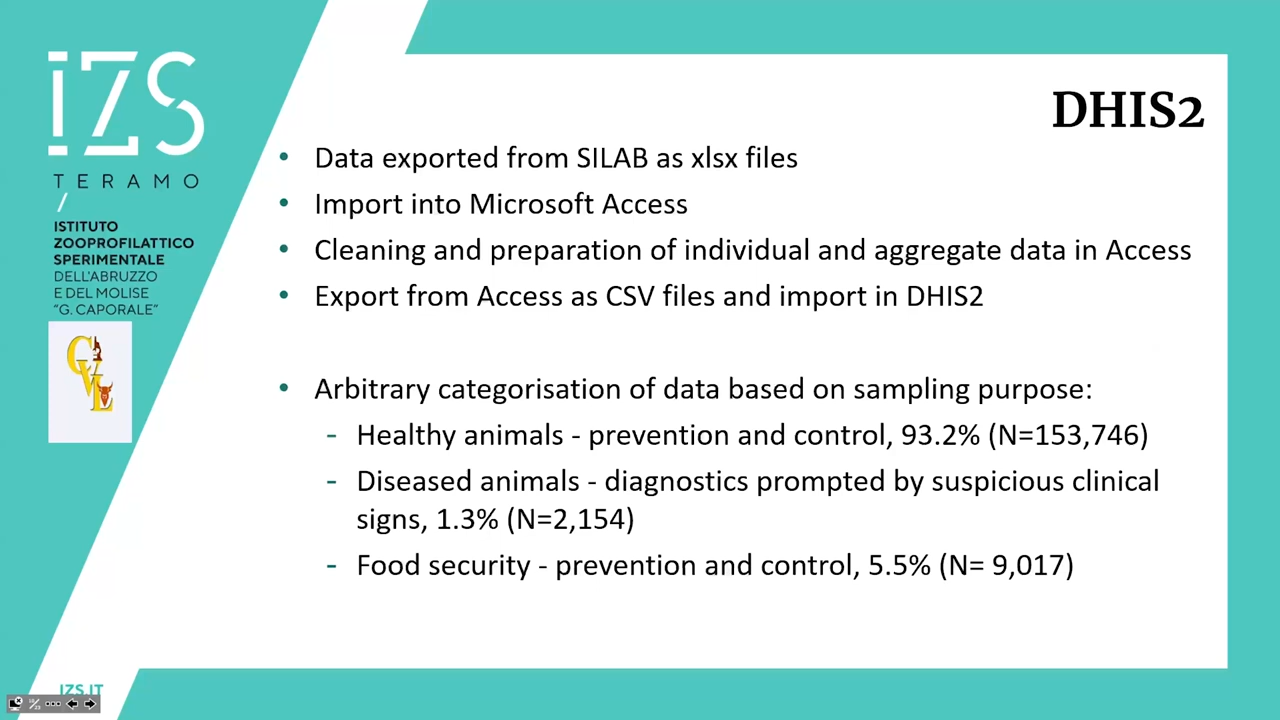 IZS
TERAMO
ISTITUTO
ZOOPROFILATTICO
SPERIMENTALE
DELL'ABRUZZO
E DEL MOLISE
"G. CAPORALE"
CVL
DHIS2
• Data exported from SILAB as xlsx files
• Import into Microsoft Access
• Cleaning and preparation of individual and aggregate data in Access
• Export from Access as CSV files and import in DHIS2
• Arbitrary categorisation of data based on sampling purpose:
- Healthy animals - prevention and control, 93.2% (N=153,746)
- Diseased animals - diagnostics prompted by suspicious clinical
signs, 1.3% (N=2,154)
- Food security - prevention and control, 5.5% (N= 9,017)
IZS.IT